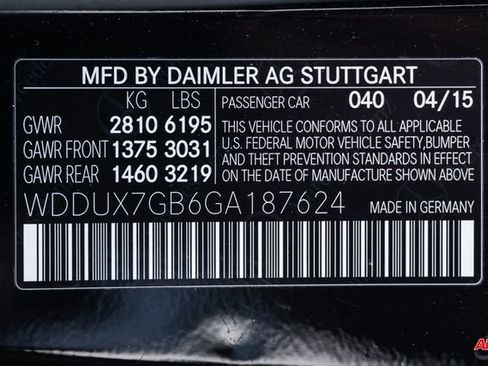 MFD BY DAIMLER AG STUTTGART
KG LBS
GVWR 2810 6195
GAWR FRONT 1375 3031
GAWR REAR 1460 3219
PASSENGER CAR 040 04/15
THIS VEHICLE CONFORMS TO ALL APPLICABLE
U.S. FEDERAL MOTOR VEHICLE SAFETY,BUMPER
AND THEFT PREVENTION STANDARDS IN EFFECT
ON THE DATE OF MANUFACTURE SHOWN ABOVE
WDDUX7GB6GA187624 MADE IN GERMANY